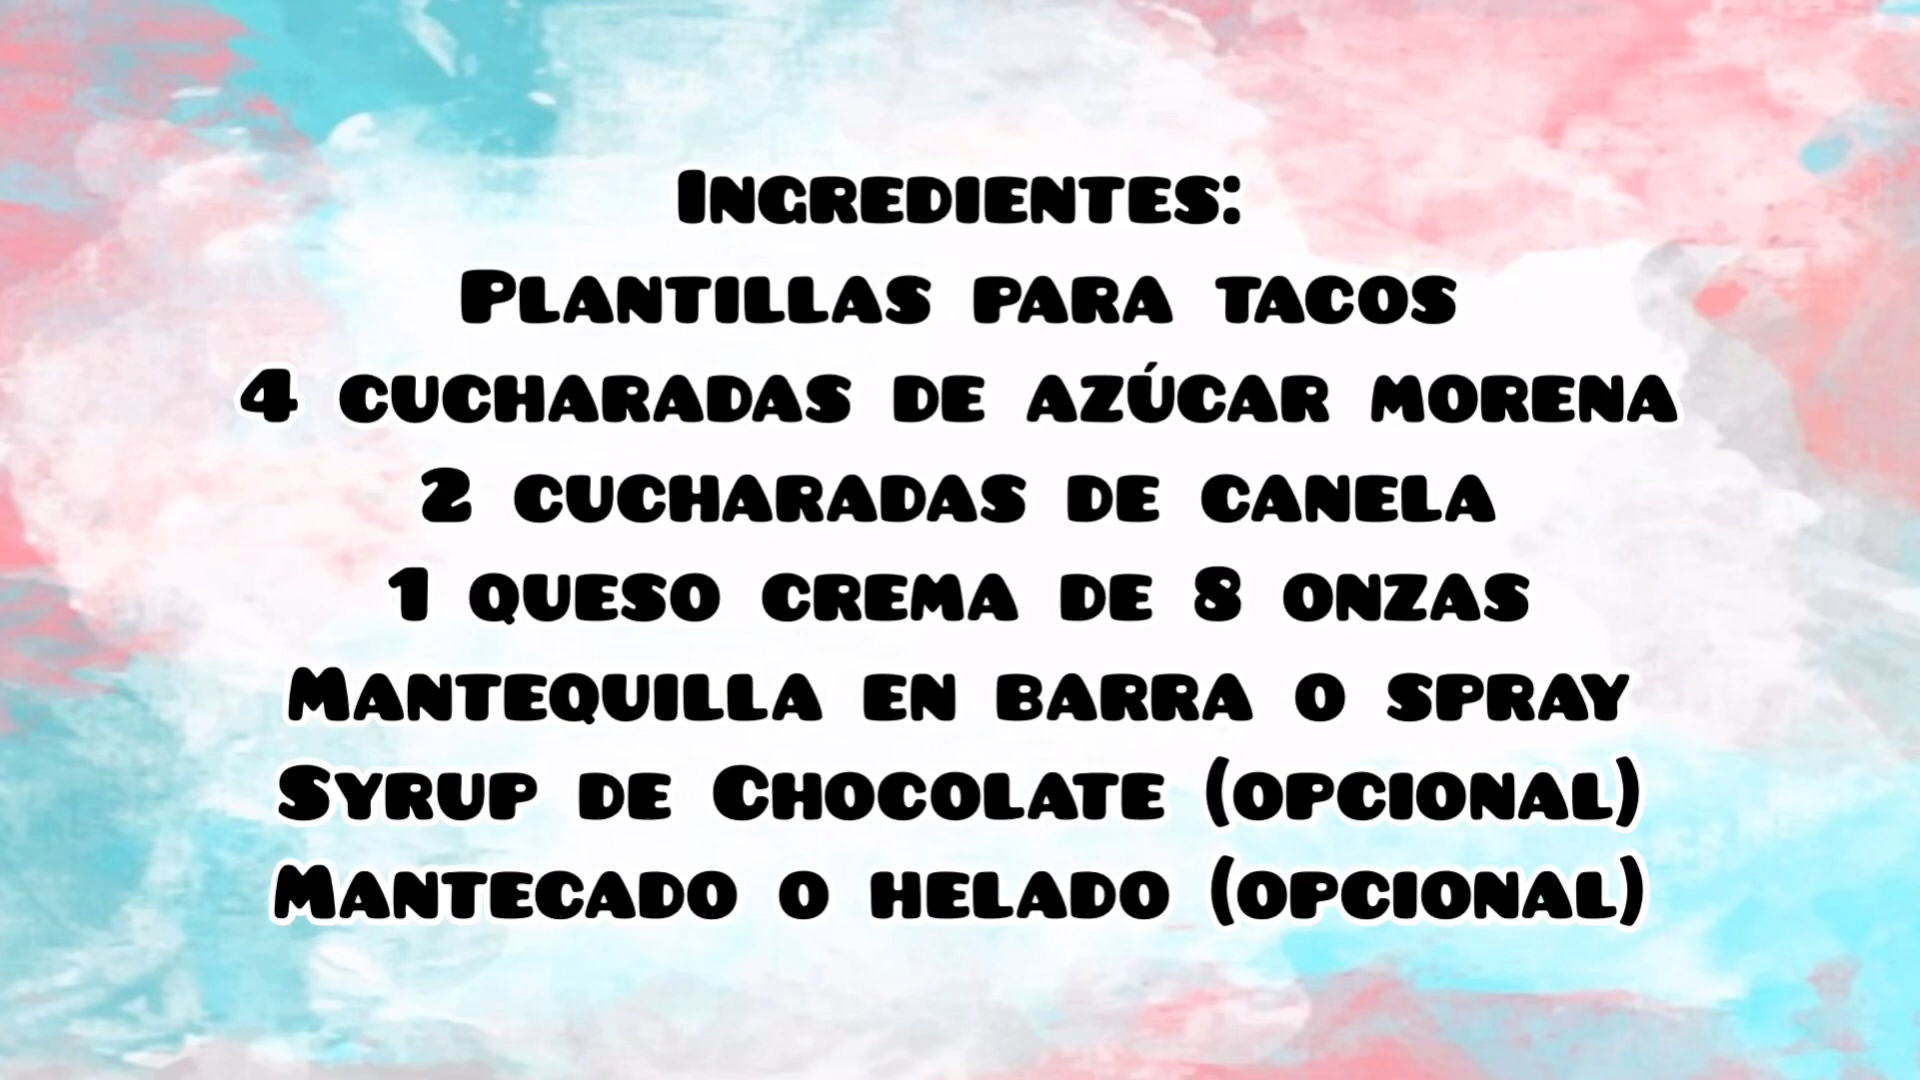 Ingredientes:
Plantillas para tacos
4 cucharadas de azúcar morena
2 cucharadas de canela
1 queso crema de 8 onzas
Mantequilla en barra o spray
Syrup de Chocolate (opcional)
Mantecado o helado (opcional)